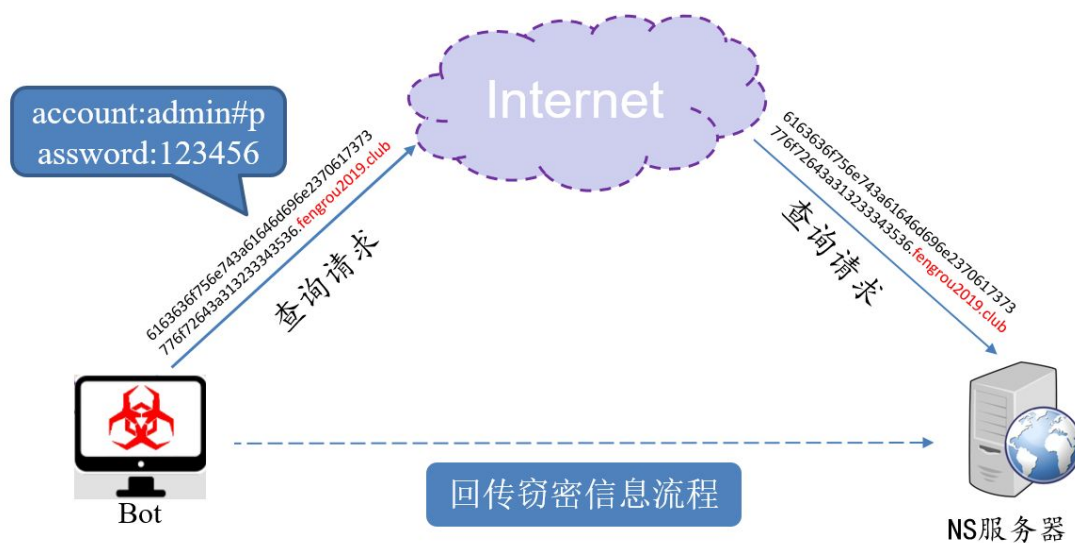 Internet
account:admin#p
assword:123456
6163636f756e743a61646d696e2370617373
776f72643a313233343536.fengrou2019.club
查询请求
6163636f756e743a61646d696e2370617373
776f72643a313233343536.fengrou2019.club
查询请求
Bot
回传窃密信息流程
NS服务器